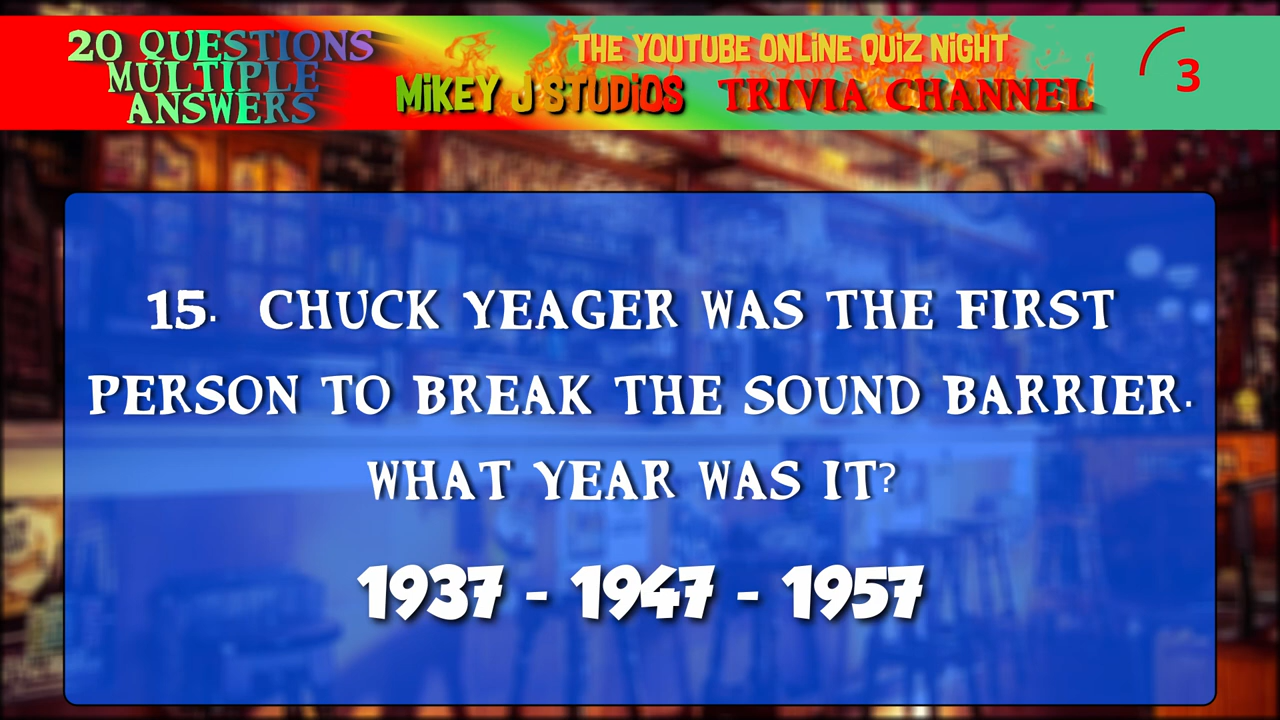 20 QUESTIONS
MULTIPLE
ANSWERS
THE YOUTUBE ONLINE QUIZ NIGHT
MIKEY J STUDIOS TRIVIA CHANNEL
3
15. CHUCK YEAGER WAS THE FIRST
PERSON TO BREAK THE SOUND BARRIER.
WHAT YEAR WAS IT?
1937 - 1947 - 1957